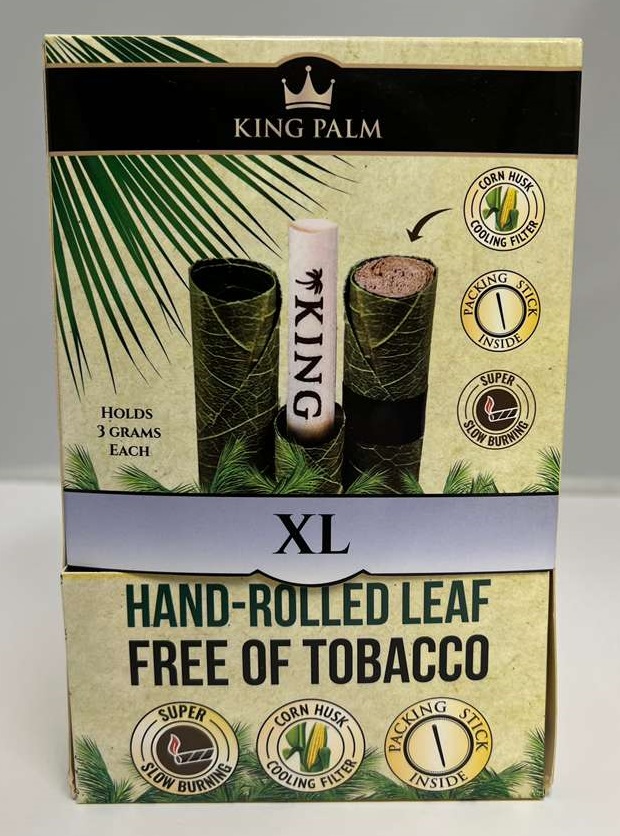 KING PALM
CORN HUSK
COOLING FILTER
PACKING STICK
INSIDE
SUPER
SLOW BURNING
KING
HOLDS
3 GRAMS
EACH
XL
HAND-ROLLED LEAF
FREE OF TOBACCO
SUPER
SLOW BURNING
CORN HUSK
COOLING FILTER
PACKING STICK
INSIDE